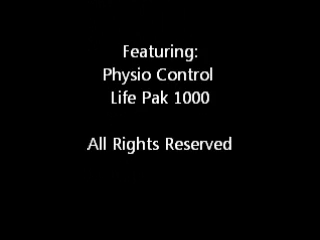 Featuring:
Physio Control
Life Pak 1000
All Rights Reserved